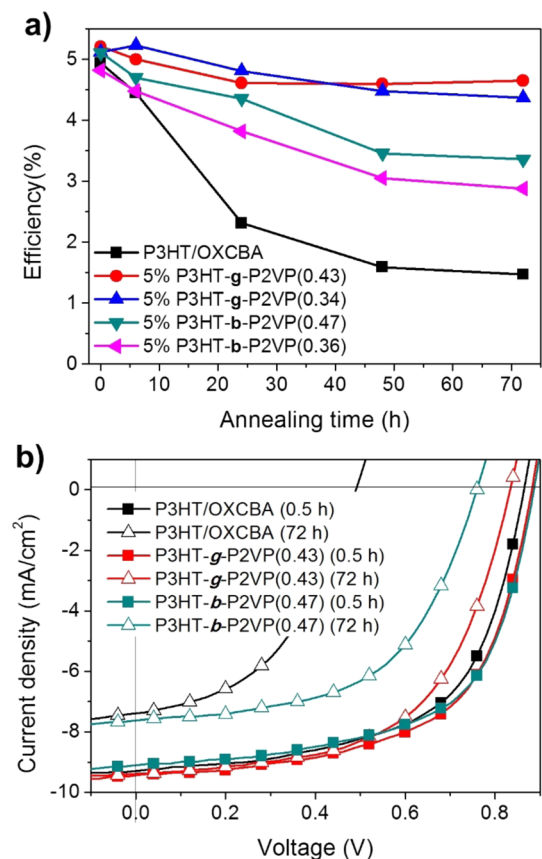 a)
5
4
3
2
1
0
Efficiency(%)
P3HT/OXCBA
5% P3HT-g-P2VP(0.43)
5% P3HT-g-P2VP(0.34)
5% P3HT-b-P2VP(0.47)
5% P3HT-b-P2VP(0.36)
0 10 20 30 40 50 60 70
Annealing time (h)
b)
0
-2
-4
-6
-8
-10
Current density (mA/cm²)
P3HT/OXCBA (0.5 h)
P3HT/OXCBA (72 h)
P3HT-g-P2VP(0.43) (0.5 h)
P3HT-g-P2VP(0.43) (72 h)
P3HT-b-P2VP(0.47) (0.5 h)
P3HT-b-P2VP(0.47) (72 h)
0.0 0.2 0.4 0.6 0.8
Voltage (V)